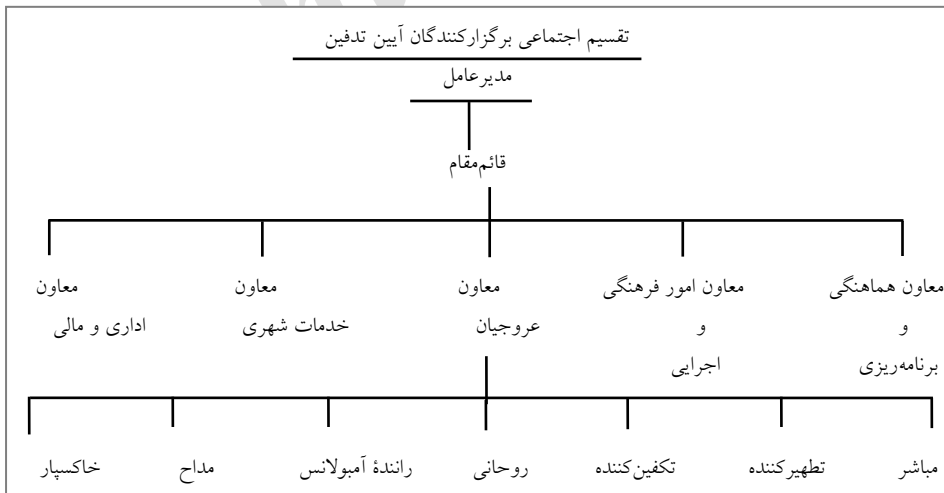 تقسیم اجتماعی برگزارکنندگان آیین تدفین
مدیرعامل
قائم‌مقام
معاون هماهنگی معاون امور فرهنگی معاون معاون معاون
و و عروجیان خدمات شهری اداری و مالی
برنامه‌ریزی اجرایی
مباشر تطهیرکننده تکفین‌کننده روحانی رانندۀ آمبولانس مداح خاکسپار